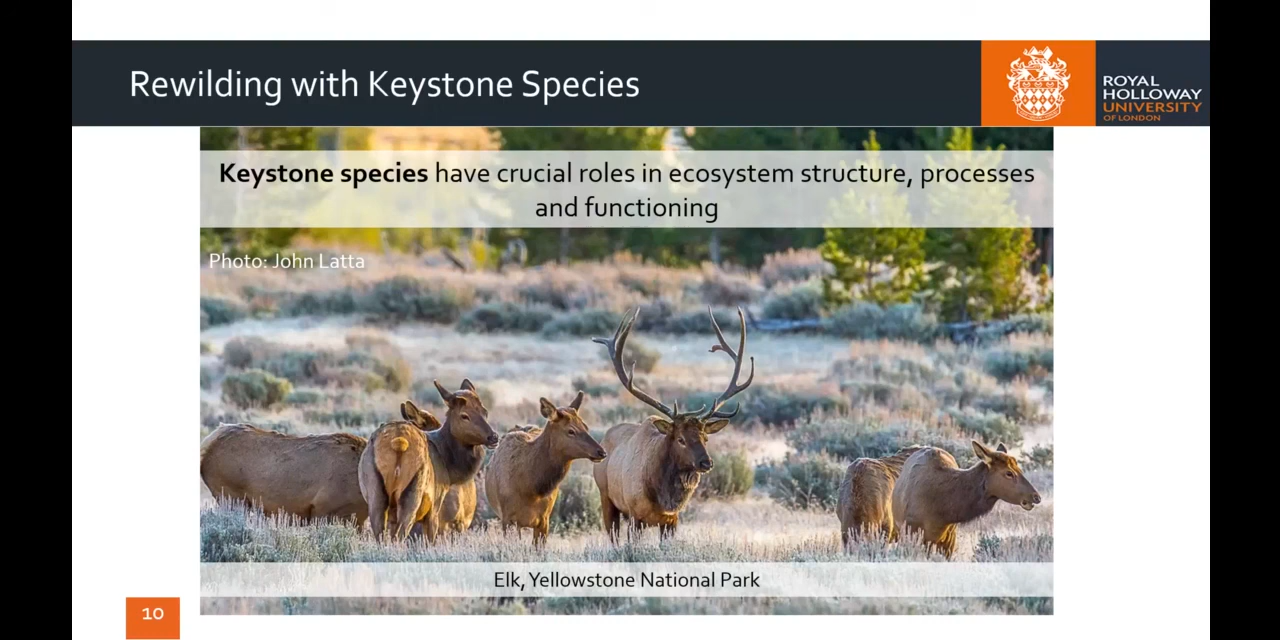 Rewilding with Keystone Species
ROYAL
HOLLOWAY
UNIVERSITY
OF LONDON
Keystone species have crucial roles in ecosystem structure, processes
and functioning
Photo: John Latta
Elk, Yellowstone National Park
10